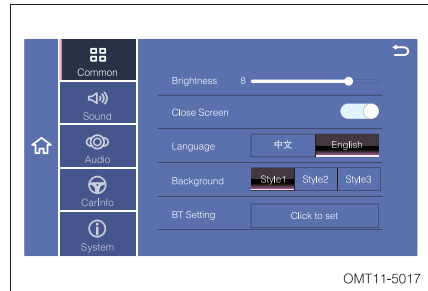 Common
Sound
Audio
CarInfo
System
Brightness 8
Close Screen
Language 中文 English
Background Style1 Style2 Style3
BT Setting Click to set
OMT11-5017